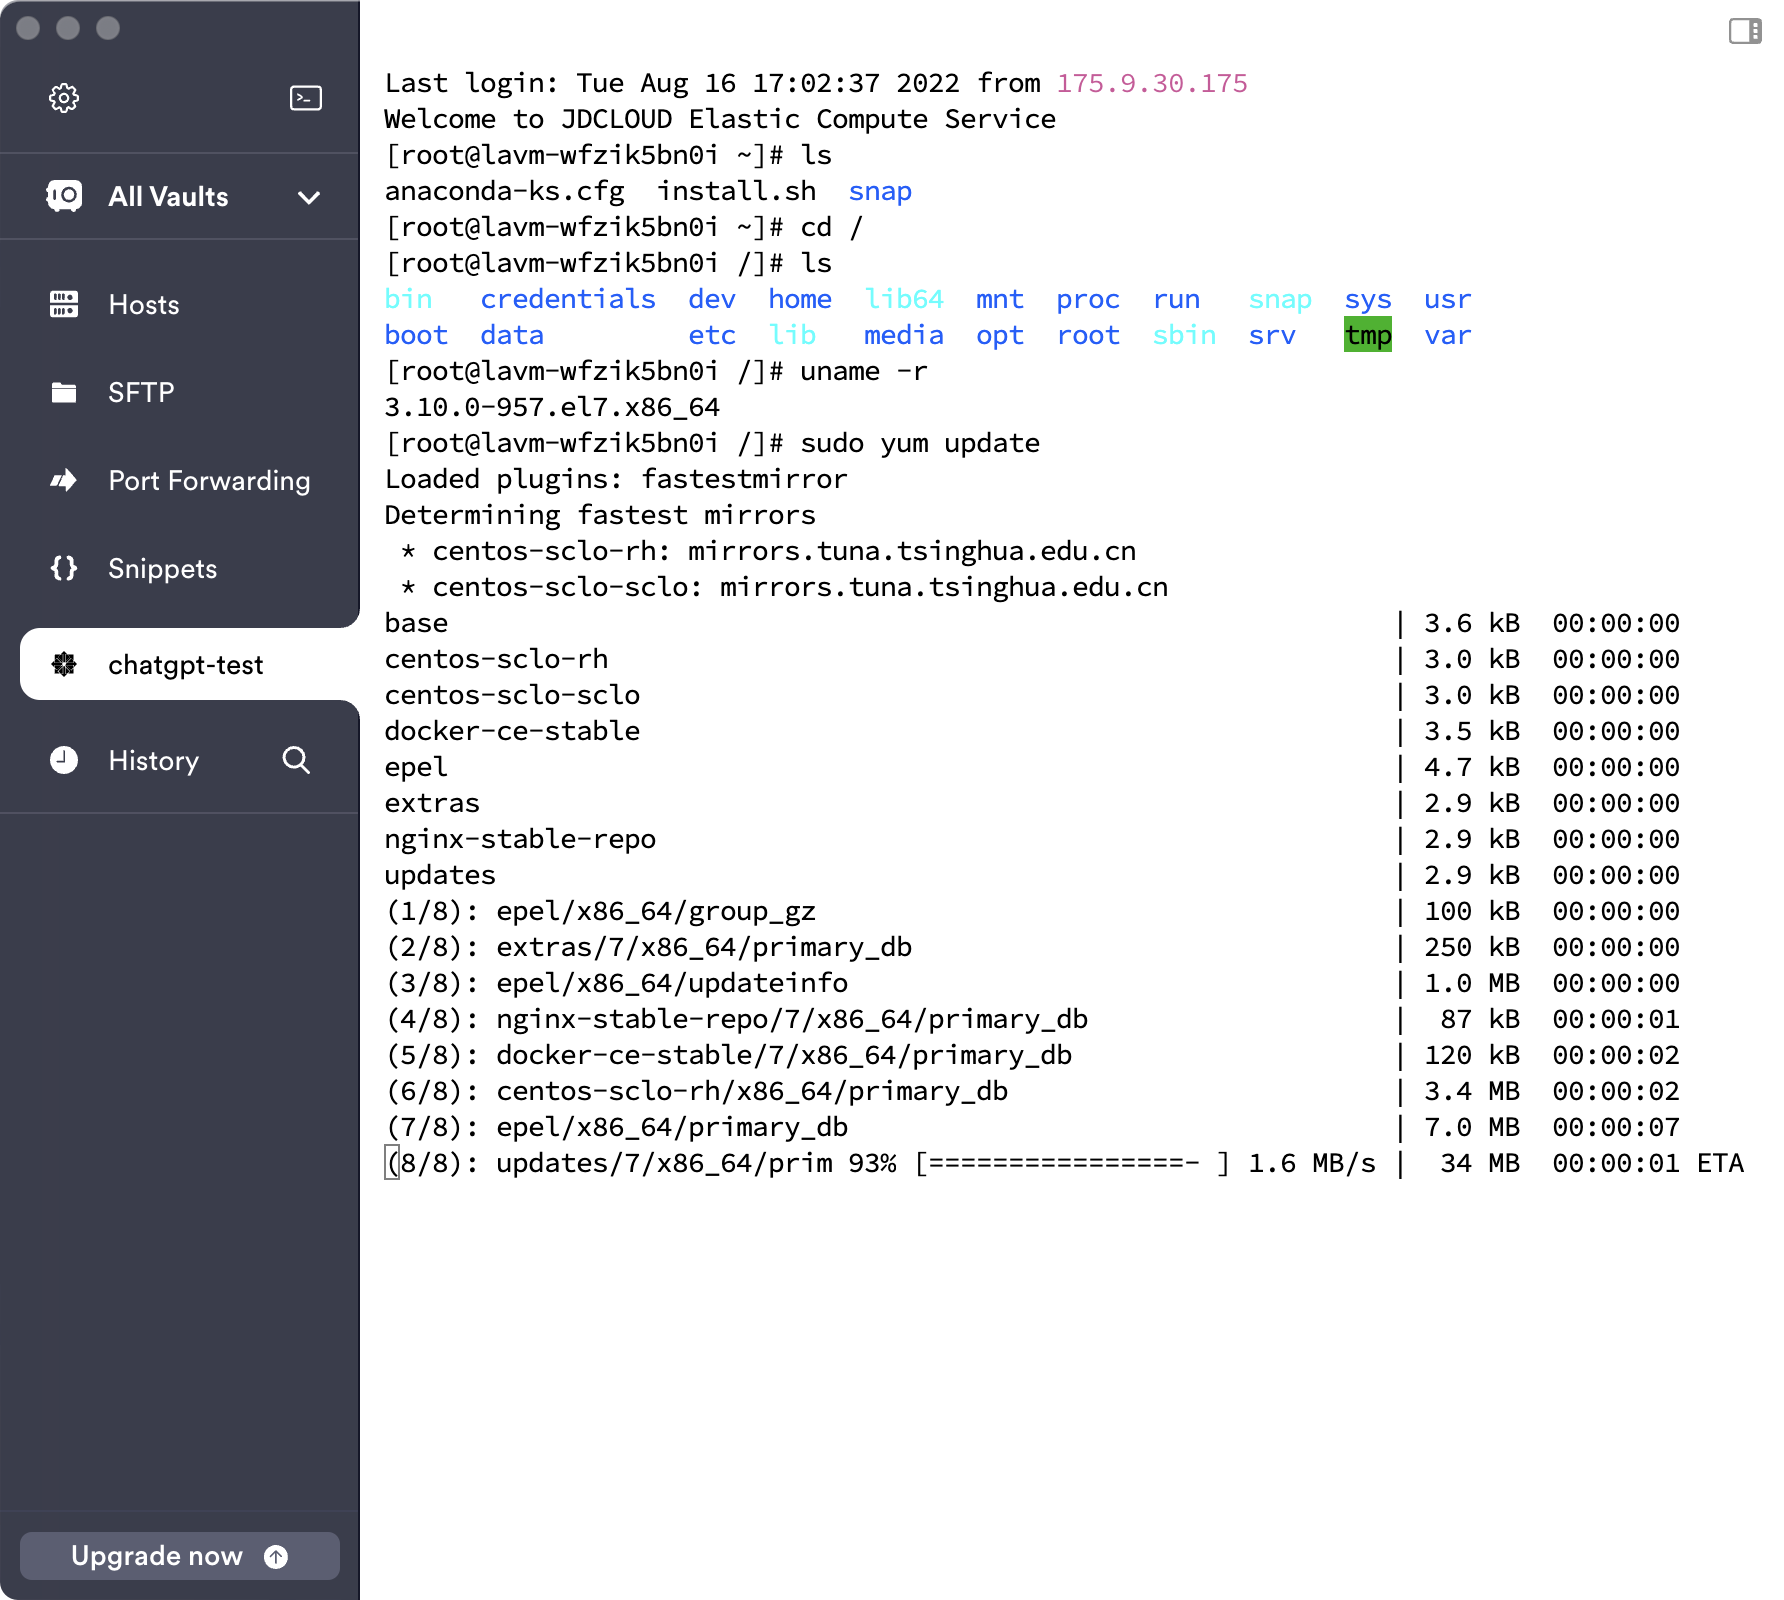 All Vaults
Hosts
SFTP
Port Forwarding
Snippets
chatgpt-test
History
Upgrade now
Last login: Tue Aug 16 17:02:37 2022 from 175.9.30.175
Welcome to JDCLOUD Elastic Compute Service
[root@lavm-wfzik5bn0i ~]# ls
anaconda-ks.cfg  install.sh  snap
[root@lavm-wfzik5bn0i ~]# cd /
[root@lavm-wfzik5bn0i /]# ls
bin   credentials  dev  home  lib64  mnt  proc  run   snap  sys  usr
boot  data         etc  lib   media  opt  root  sbin  srv   tmp  var
[root@lavm-wfzik5bn0i /]# uname -r
3.10.0-957.el7.x86_64
[root@lavm-wfzik5bn0i /]# sudo yum update
Loaded plugins: fastestmirror
Determining fastest mirrors
 * centos-sclo-rh: mirrors.tuna.tsinghua.edu.cn
 * centos-sclo-sclo: mirrors.tuna.tsinghua.edu.cn
base | 3.6 kB  00:00:00
centos-sclo-rh | 3.0 kB  00:00:00
centos-sclo-sclo | 3.0 kB  00:00:00
docker-ce-stable | 3.5 kB  00:00:00
epel | 4.7 kB  00:00:00
extras | 2.9 kB  00:00:00
nginx-stable-repo | 2.9 kB  00:00:00
updates | 2.9 kB  00:00:00
(1/8): epel/x86_64/group_gz | 100 kB  00:00:00
(2/8): extras/7/x86_64/primary_db | 250 kB  00:00:00
(3/8): epel/x86_64/updateinfo | 1.0 MB  00:00:00
(4/8): nginx-stable-repo/7/x86_64/primary_db |  87 kB  00:00:01
(5/8): docker-ce-stable/7/x86_64/primary_db | 120 kB  00:00:02
(6/8): centos-sclo-rh/x86_64/primary_db | 3.4 MB  00:00:02
(7/8): epel/x86_64/primary_db | 7.0 MB  00:00:07
(8/8): updates/7/x86_64/prim 93% [================- ] 1.6 MB/s |  34 MB  00:00:01 ETA